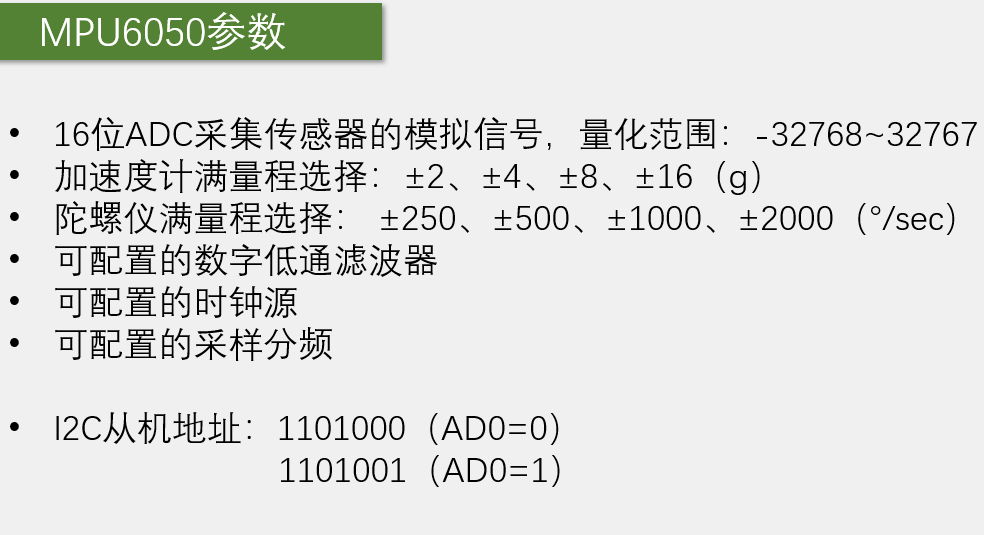 MPU6050参数
• 16位ADC采集传感器的模拟信号，量化范围：-32768~32767
• 加速度计满量程选择：±2、±4、±8、±16（g）
• 陀螺仪满量程选择： ±250、±500、±1000、±2000（°/sec）
• 可配置的数字低通滤波器
• 可配置的时钟源
• 可配置的采样分频
• I2C从机地址：1101000（AD0=0）
1101001（AD0=1）